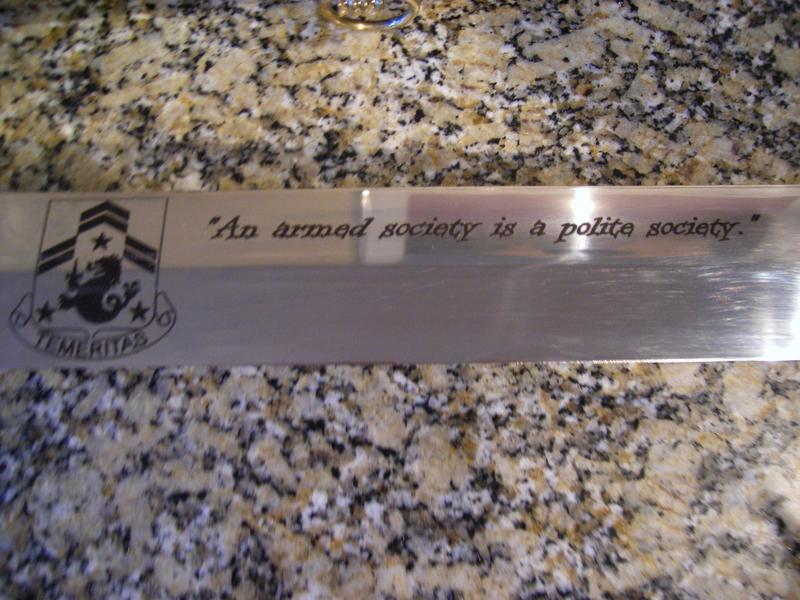 "An armed society is a polite society."
TEMERITAS